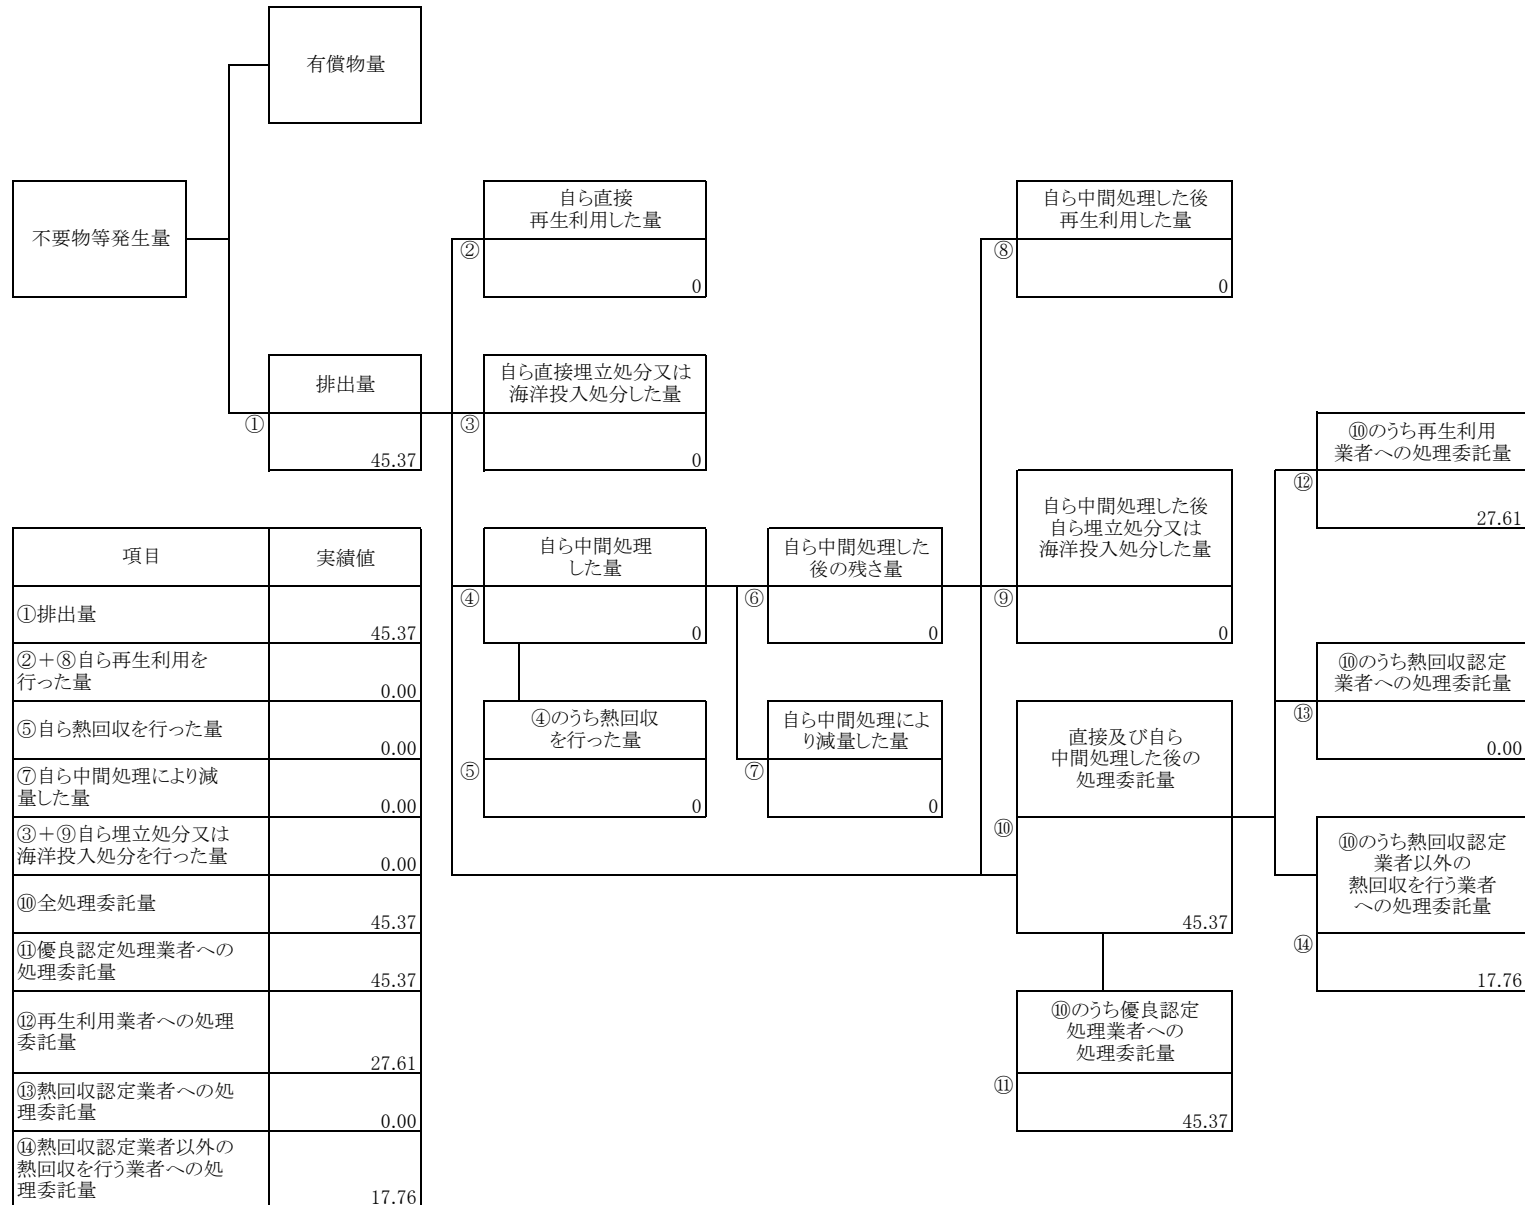 有償物量
不要物等発生量
自ら直接
再生利用した量
②
0
自ら中間処理した後
再生利用した量
⑧
0
排出量
①
45.37
自ら直接埋立処分又は
海洋投入処分した量
③
0
⑩のうち再生利用
業者への処理委託量
⑫
27.61
自ら中間処理
した量
④
0
自ら中間処理した
後の残さ量
⑥
0
自ら中間処理した後
自ら埋立処分又は
海洋投入処分した量
⑨
0
⑩のうち熱回収認定
業者への処理委託量
⑬
0.00
④のうち熱回収
を行った量
⑤
0
自ら中間処理によ
り減量した量
⑦
0
直接及び自ら
中間処理した後の
処理委託量
⑩
45.37
⑩のうち熱回収認定
業者以外の
熱回収を行う業者
への処理委託量
⑭
17.76
⑩のうち優良認定
処理業者への
処理委託量
⑪
45.37
項目
実績値
①排出量
45.37
②+⑧自ら再生利用を
行った量
0.00
⑤自ら熱回収を行った量
0.00
⑦自ら中間処理により減
量した量
0.00
③+⑨自ら埋立処分又は
海洋投入処分を行った量
0.00
⑩全処理委託量
45.37
⑪優良認定処理業者への
処理委託量
45.37
⑫再生利用業者への処理
委託量
27.61
⑬熱回収認定業者への処
理委託量
0.00
⑭熱回収認定業者以外の
熱回収を行う業者への処
理委託量
17.76